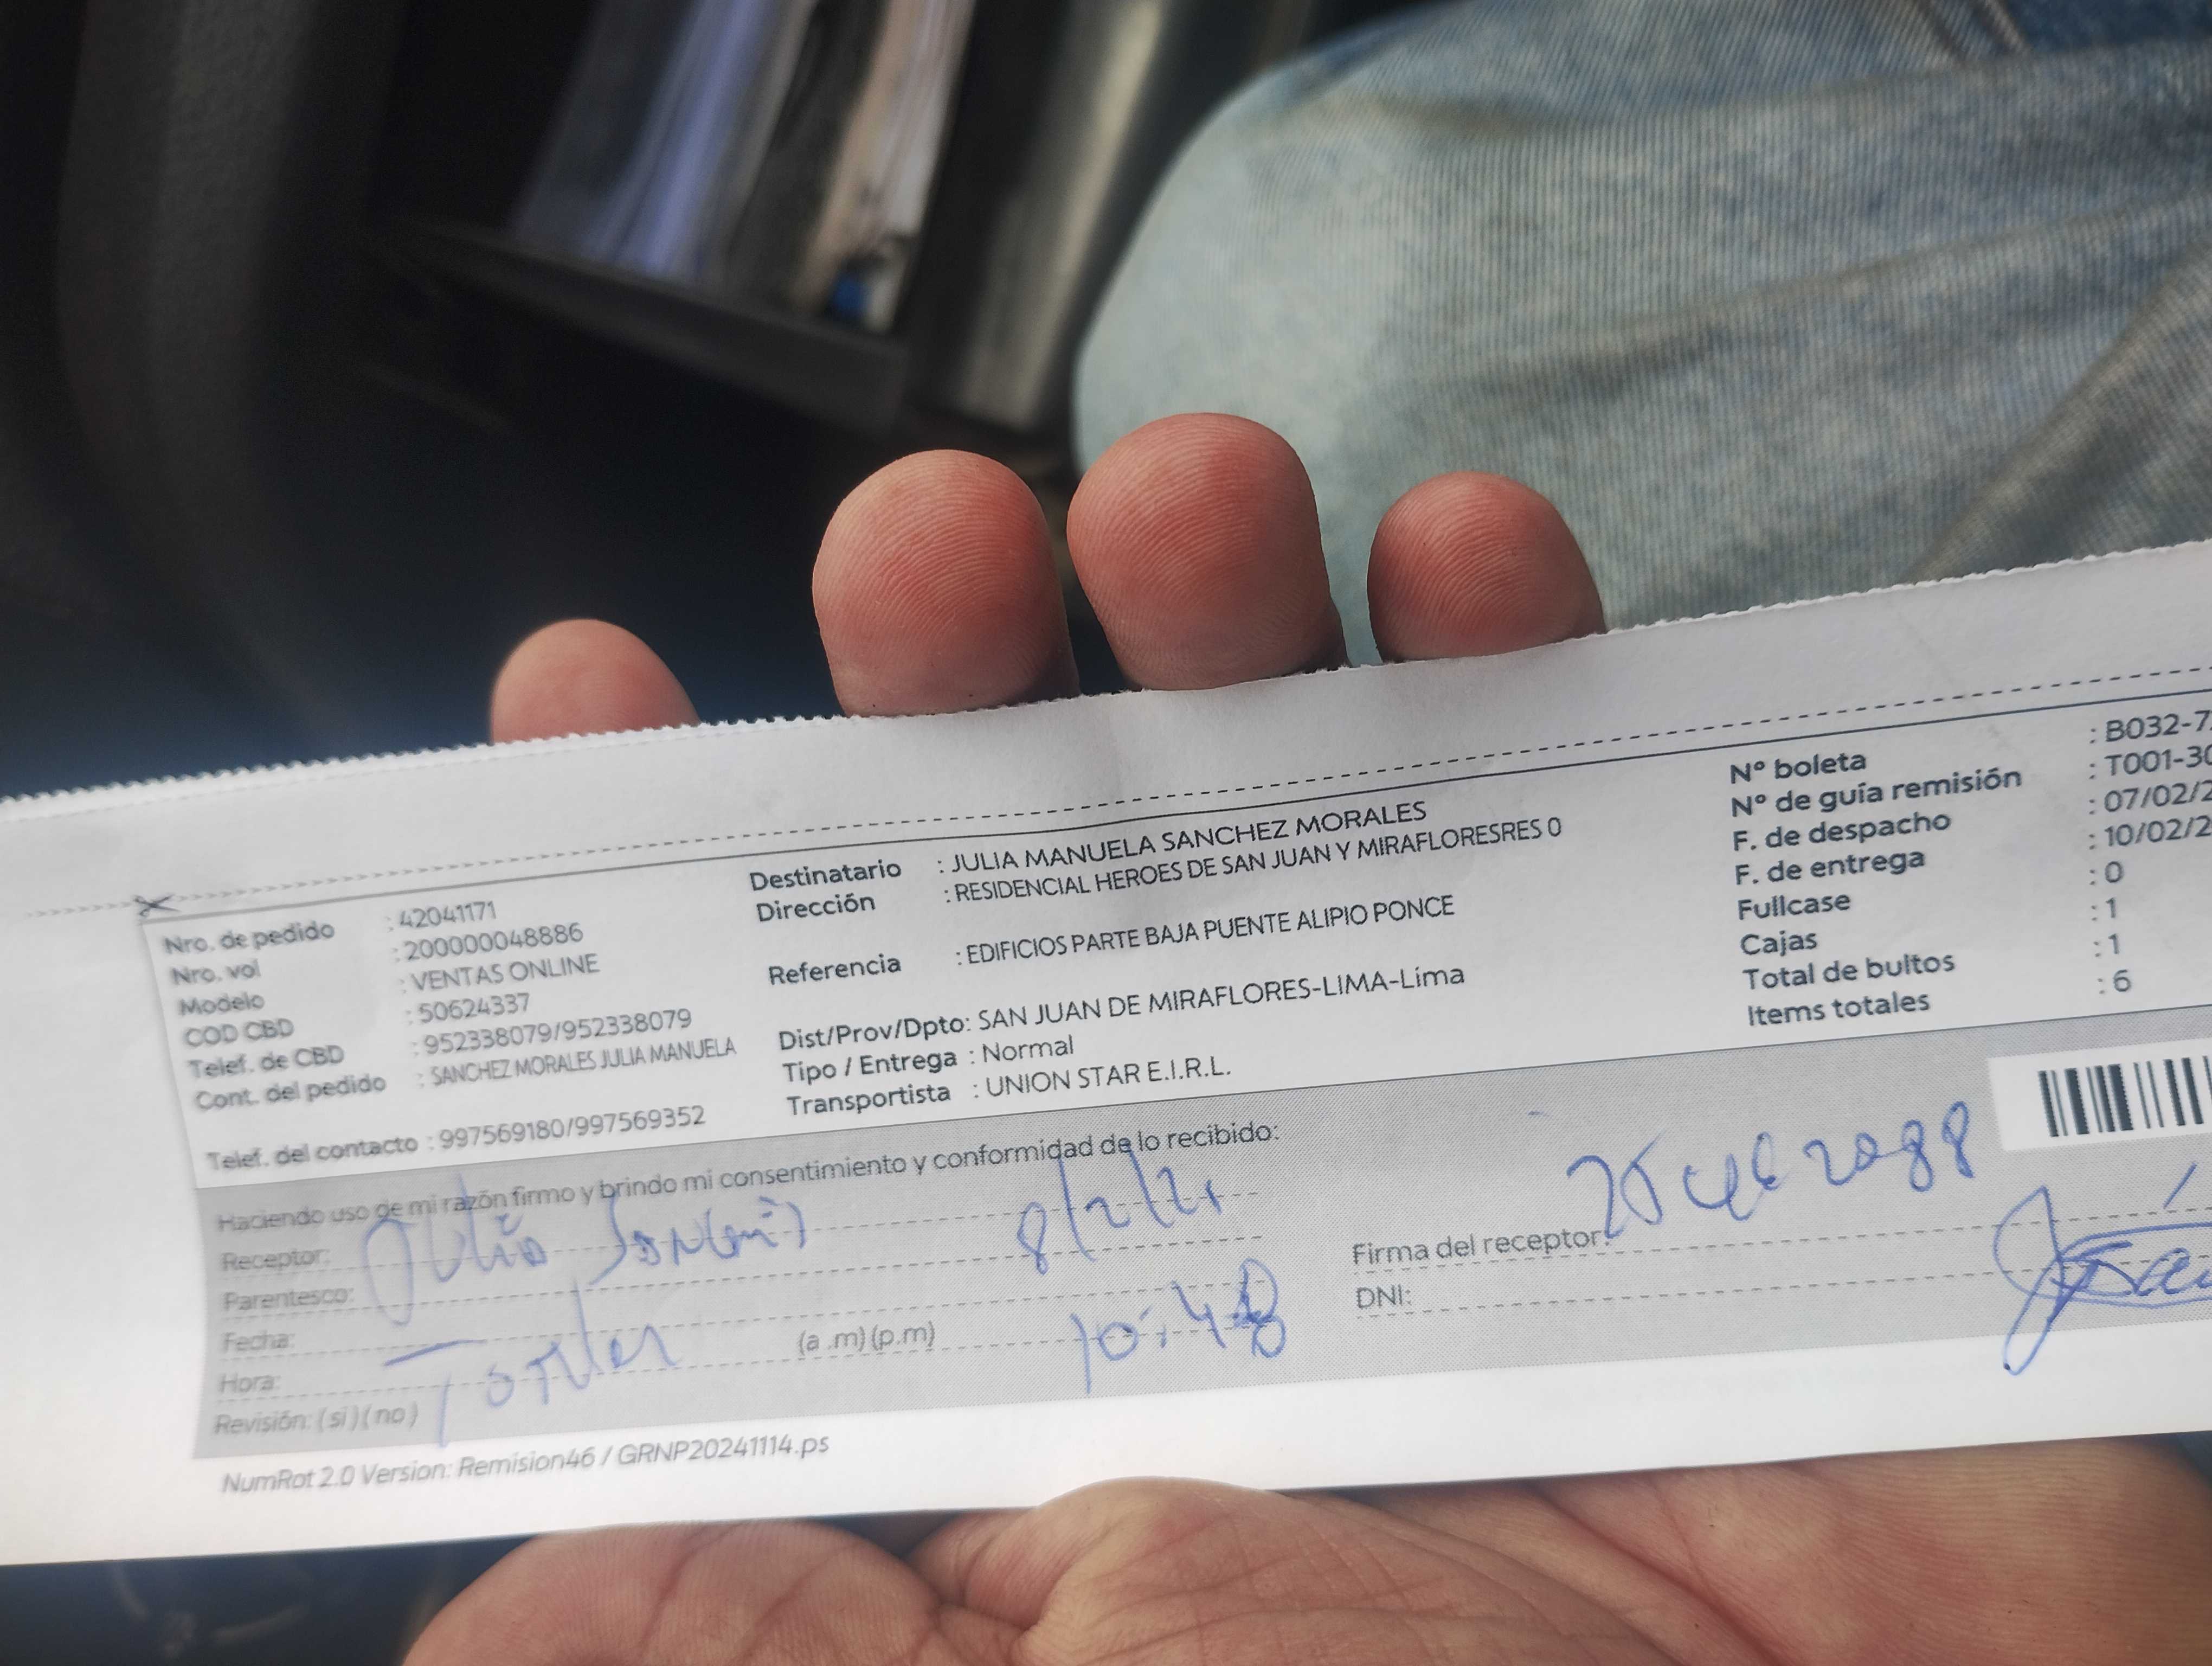 Nro. de pedido : 42041171
Nro. vol : 200000048886
Modelo : VENTAS ONLINE
COD CBD : 50624337
Telef. de CBD : 952338079/952338079
Cont. del pedido : SANCHEZ MORALES JULIA MANUELA
Telef. del contacto : 997569180/997569352
Destinatario : JULIA MANUELA SANCHEZ MORALES
Dirección : RESIDENCIAL HEROES DE SAN JUAN Y MIRAFLORESRES 0
Referencia : EDIFICIOS PARTE BAJA PUENTE ALIPIO PONCE
Dist/Prov/Dpto: SAN JUAN DE MIRAFLORES-LIMA-Lima
Tipo / Entrega : Normal
Transportista : UNION STAR E.I.R.L.
Nº boleta : B032-7
Nº de guía remisión : T001-30
F. de despacho : 07/02/2
F. de entrega : 10/02/2
Fullcase : 0
Cajas : 1
Total de bultos : 1
Items totales : 6
Haciendo uso de mi razón firmo y brindo mi consentimiento y conformidad de lo recibido:
Receptor: Julia
Parentesco:
Fecha: 8/2/2
Hora: (a .m)(p.m) 10:4
Revisión: (si)(no)
Firma del receptor:
DNI:
NumRot 2.0 Version: Remision46 / GRNP20241114.ps